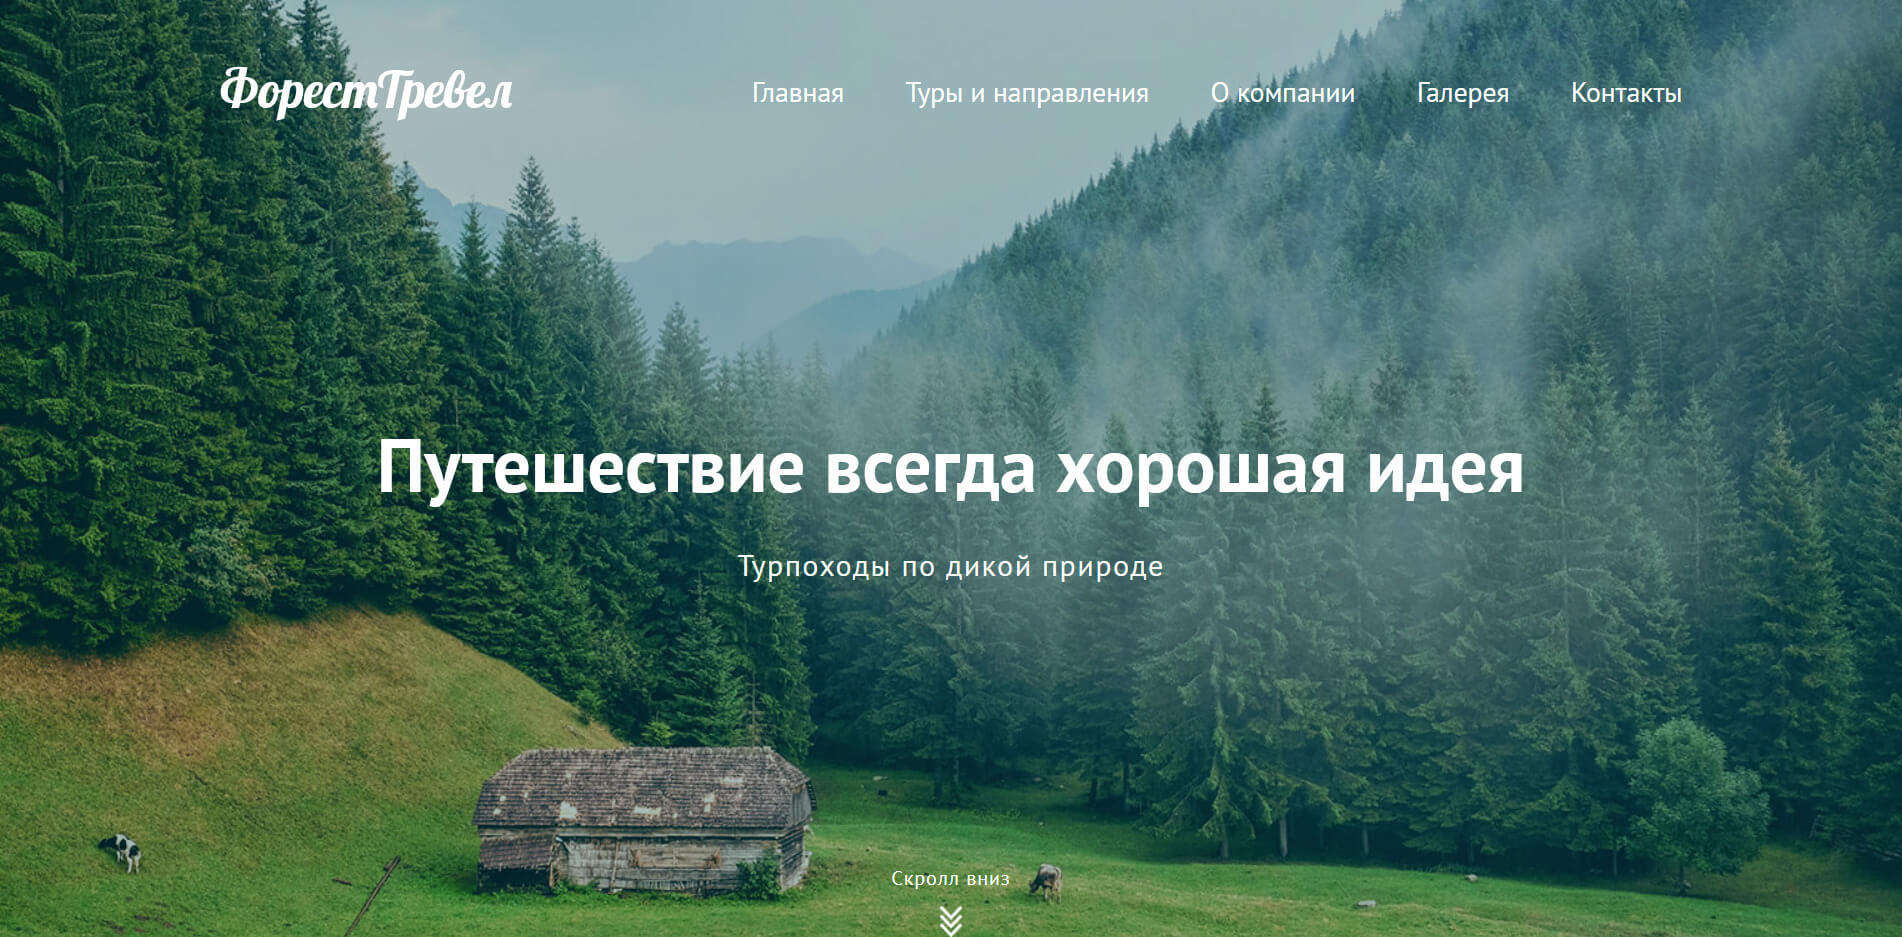 ФорестТревел
Главная Туры и направления О компании Галерея Контакты
Путешествие всегда хорошая идея
Турпоходы по дикой природе
Скролл вниз